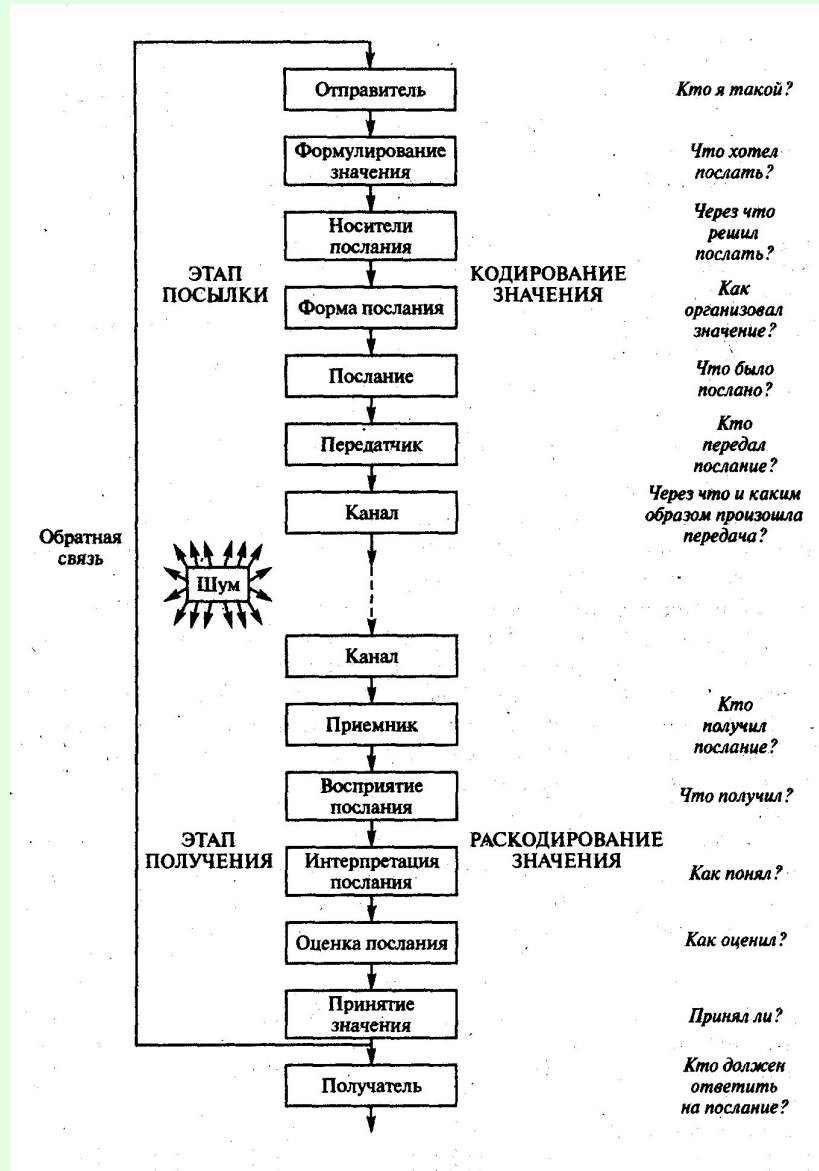 Отправитель
Кто я такой?
Формулирование
значения
Что хотел
послать?
Носители
послания
Через что
решил
послать?
ЭТАП
ПОСЫЛКИ
КОДИРОВАНИЕ
ЗНАЧЕНИЯ
Форма послания
Как
организовал
значение?
Послание
Что было
послано?
Передатчик
Кто
передал
послание?
Канал
Через что и каким
образом произошла
передача?
Обратная
связь
Шум
Канал
Приемник
Кто
получил
послание?
Восприятие
послания
Что получил?
ЭТАП
ПОЛУЧЕНИЯ
РАСКОДИРОВАНИЕ
ЗНАЧЕНИЯ
Интерпретация
послания
Как понял?
Оценка послания
Как оценил?
Принятие
значения
Принял ли?
Получатель
Кто должен
ответить
на послание?